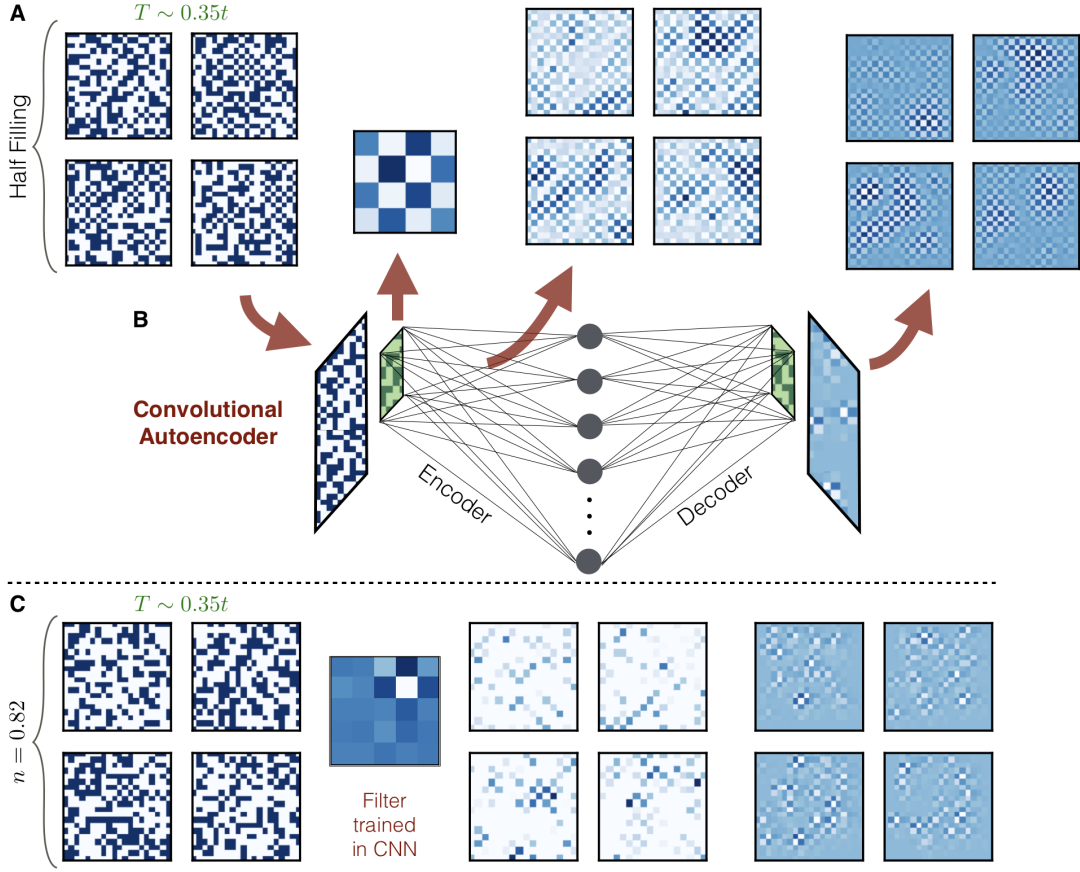 A
T ∼ 0.35t
Half Filling
B
Convolutional
Autoencoder
Encoder
Decoder
C
T ∼ 0.35t
n = 0.82
Filter
trained
in CNN